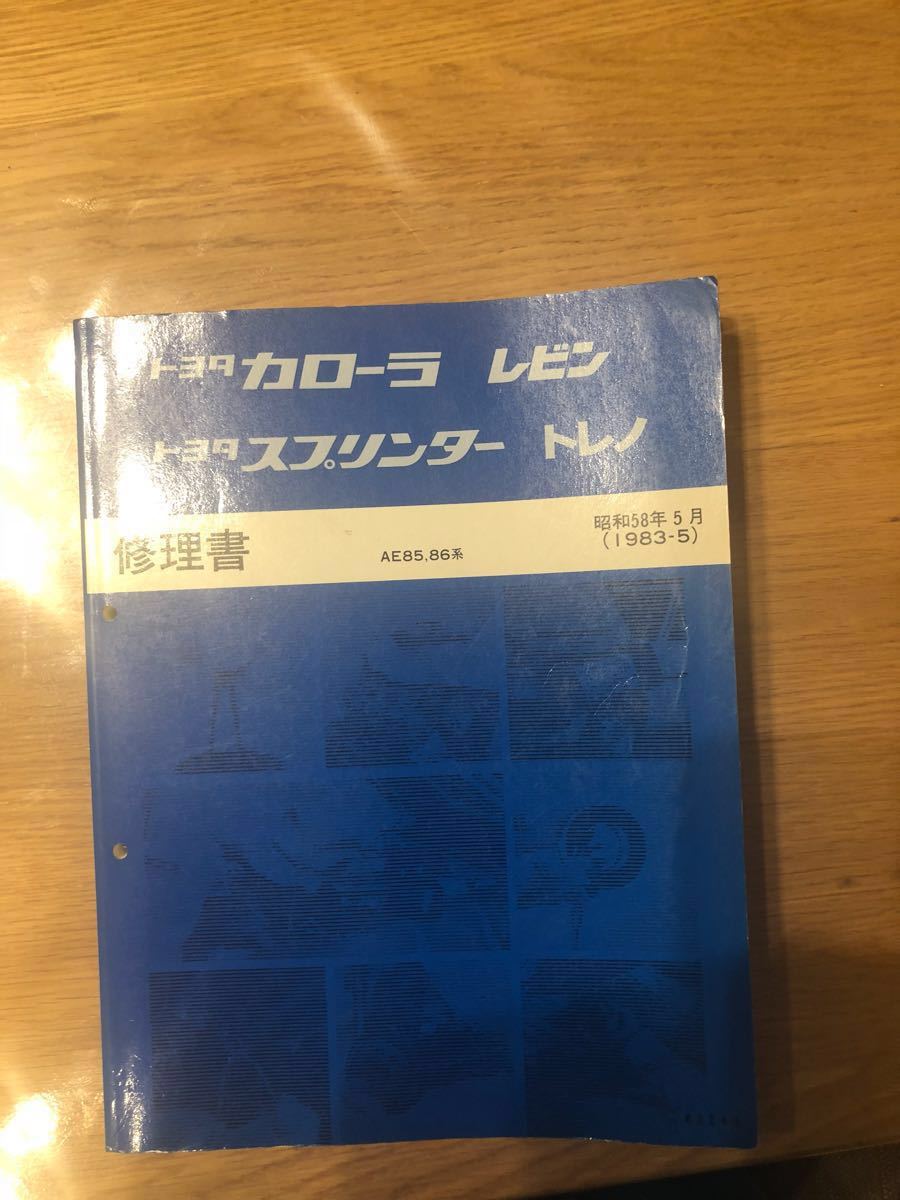 トヨタ カローラ レビン
トヨタ スプリンター トレノ
修理書
AE85,86系
昭和58年5月
(1983-5)